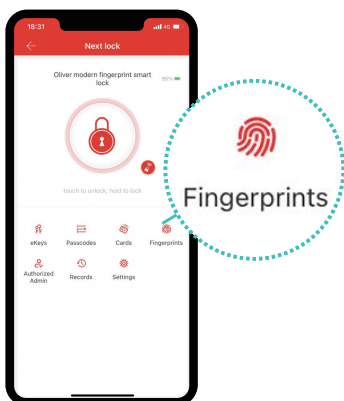 18:31
4G
Next lock
Oliver modern fingerprint smart
lock
touch to unlock, hold to lock
eKeys Passcodes Cards Fingerprints
Authorized
Admin
Records Settings
Fingerprints